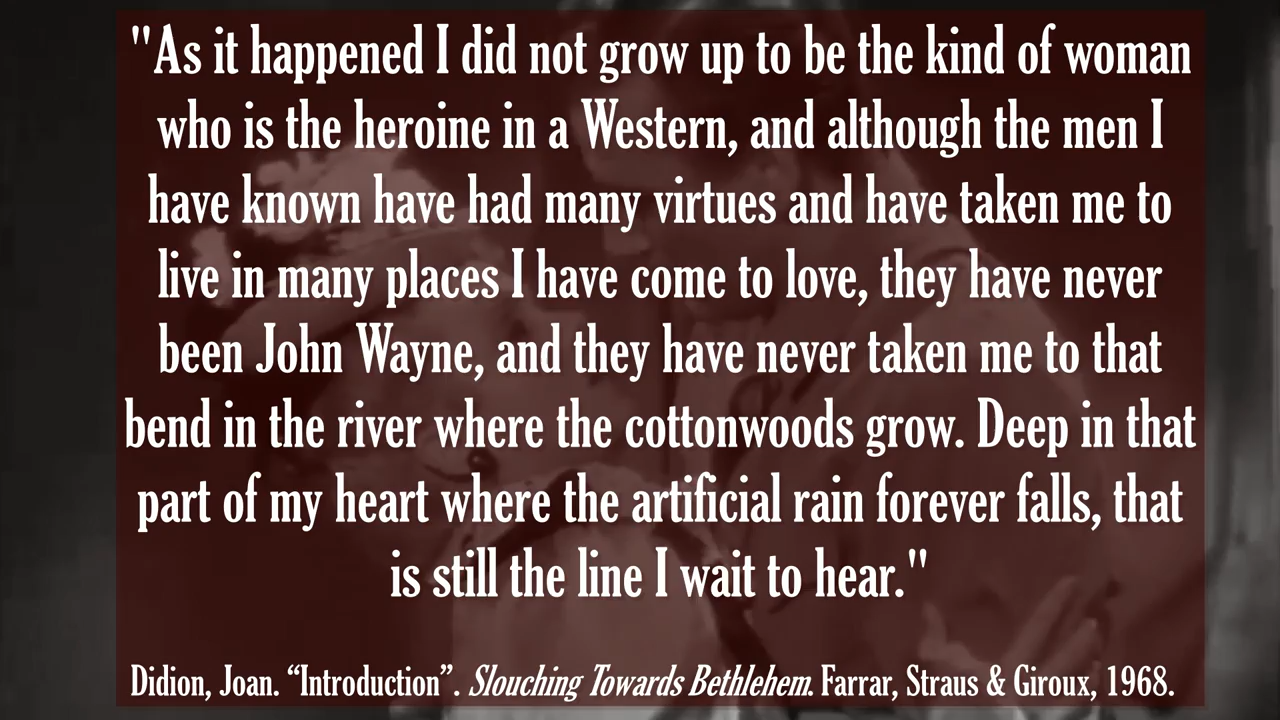 "As it happened I did not grow up to be the kind of woman
who is the heroine in a Western, and although the men I
have known have had many virtues and have taken me to
live in many places I have come to love, they have never
been John Wayne, and they have never taken me to that
bend in the river where the cottonwoods grow. Deep in that
part of my heart where the artificial rain forever falls, that
is still the line I wait to hear."
Didion, Joan. “Introduction”. Slouching Towards Bethlehem. Farrar, Straus & Giroux, 1968.